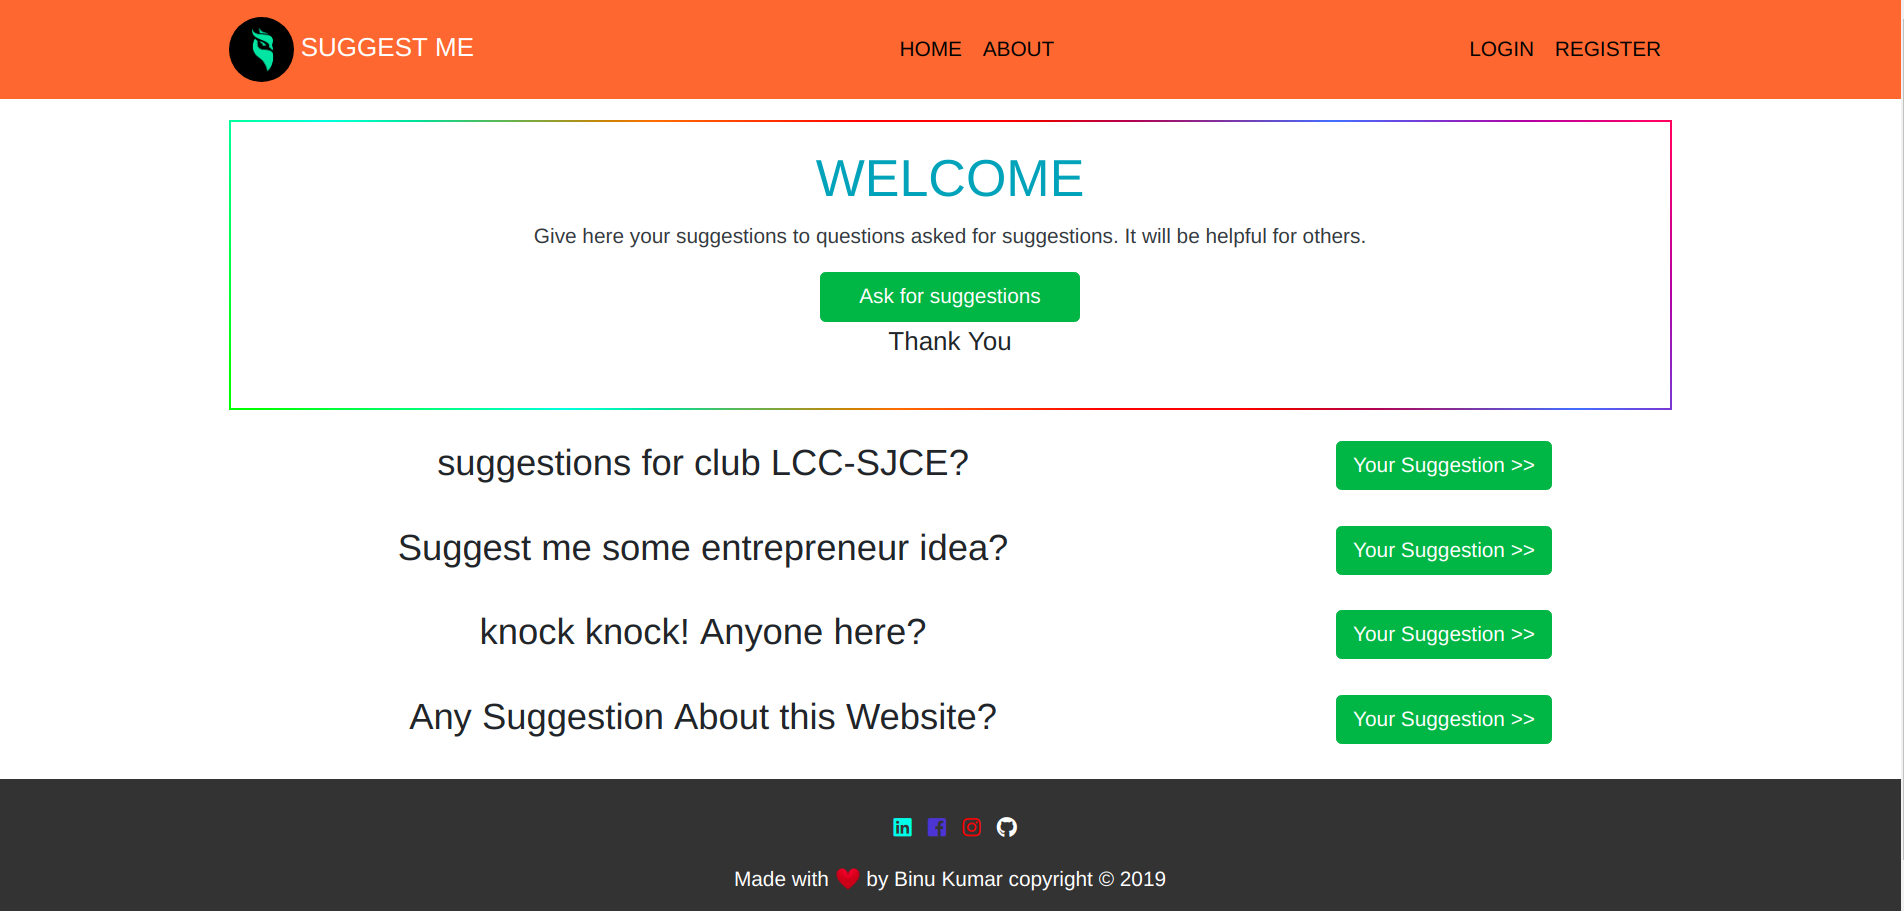 SUGGEST ME
HOME ABOUT
LOGIN REGISTER
WELCOME
Give here your suggestions to questions asked for suggestions. It will be helpful for others.
Ask for suggestions
Thank You
suggestions for club LCC-SJCE?
Your Suggestion >>
Suggest me some entrepreneur idea?
Your Suggestion >>
knock knock! Anyone here?
Your Suggestion >>
Any Suggestion About this Website?
Your Suggestion >>
Made with ❤ by Binu Kumar copyright © 2019